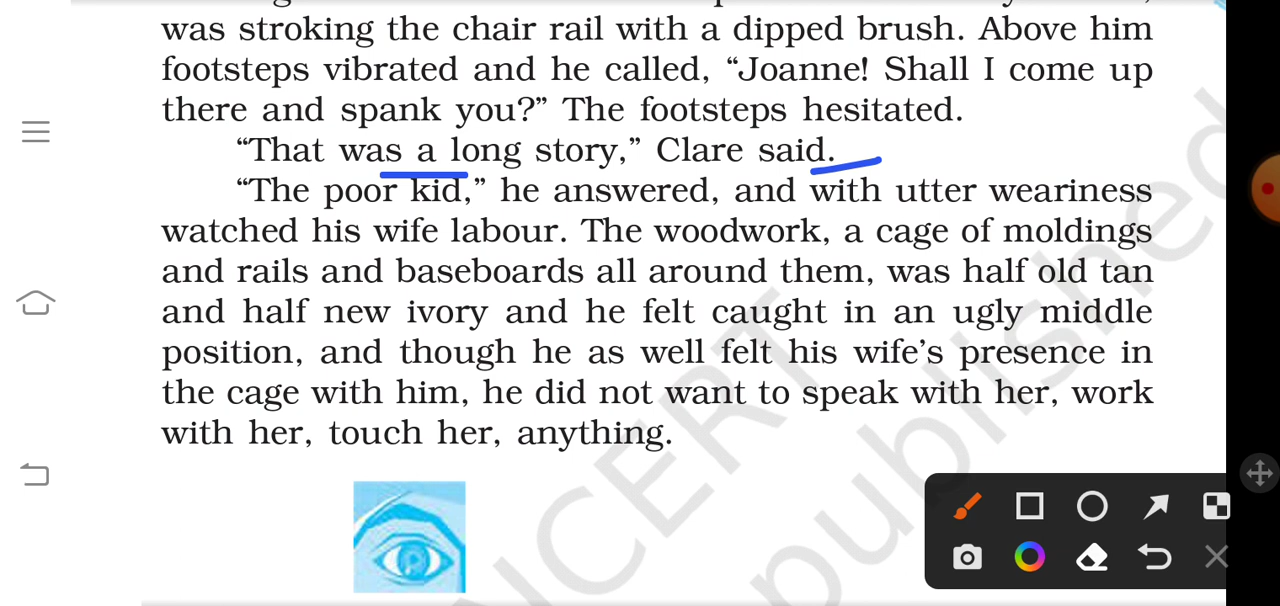 was stroking the chair rail with a dipped brush. Above him
footsteps vibrated and he called, “Joanne! Shall I come up
there and spank you?” The footsteps hesitated.
“That was a long story,” Clare said.
“The poor kid,” he answered, and with utter weariness
watched his wife labour. The woodwork, a cage of moldings
and rails and baseboards all around them, was half old tan
and half new ivory and he felt caught in an ugly middle
position, and though he as well felt his wife’s presence in
the cage with him, he did not want to speak with her, work
with her, touch her, anything.
NCERT
published